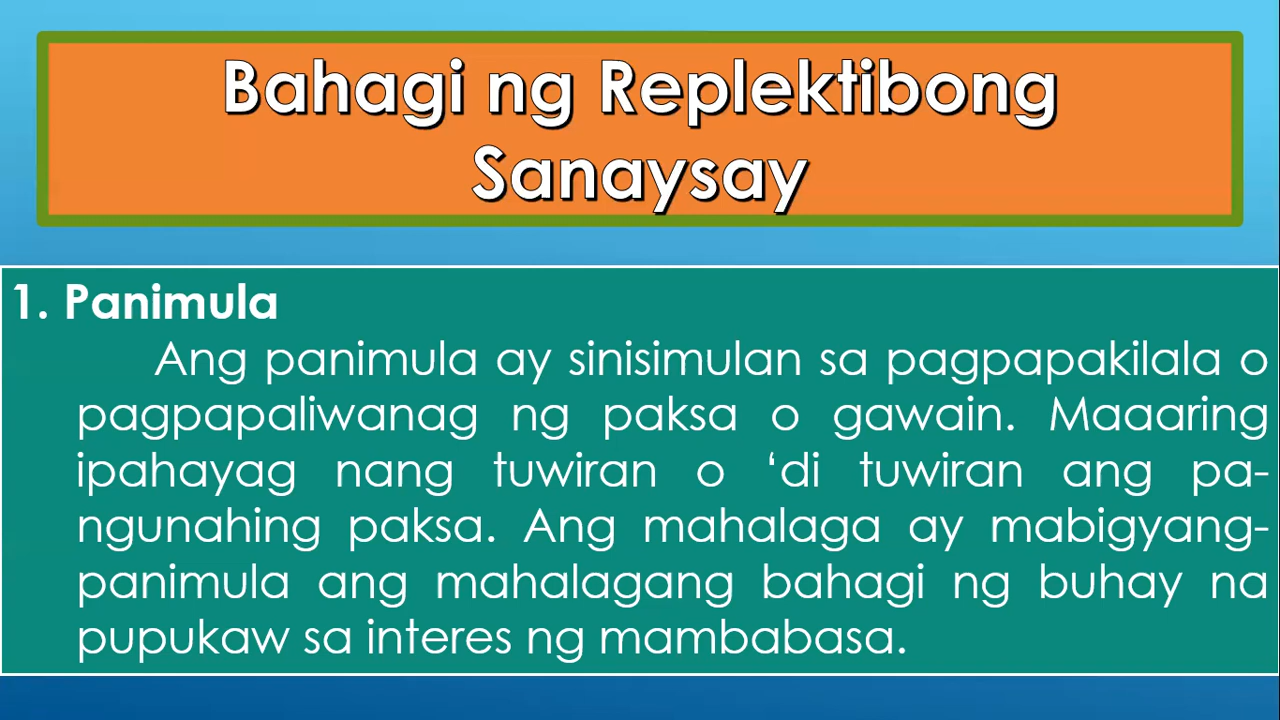 Bahagi ng Replektibong
Sanaysay
1. Panimula
Ang panimula ay sinisimulan sa pagpapakilala o
pagpapaliwanag ng paksa o gawain. Maaaring
ipahayag nang tuwiran o ‘di tuwiran ang pa-
ngunahing paksa. Ang mahalaga ay mabigyang-
panimula ang mahalagang bahagi ng buhay na
pupukaw sa interes ng mambabasa.